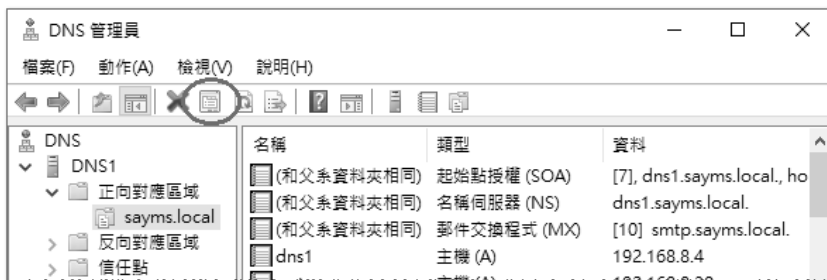 DNS 管理員
檔案(F) 動作(A) 檢視(V) 說明(H)
DNS
DNS1
正向對應區域
sayms.local
反向對應區域
信任點
名稱 類型 資料
(和父系資料夾相同) 起始點授權 (SOA) [7], dns1.sayms.local., ho
(和父系資料夾相同) 名稱伺服器 (NS) dns1.sayms.local.
(和父系資料夾相同) 郵件交換程式 (MX) [10] smtp.sayms.local.
dns1 主機 (A) 192.168.8.4